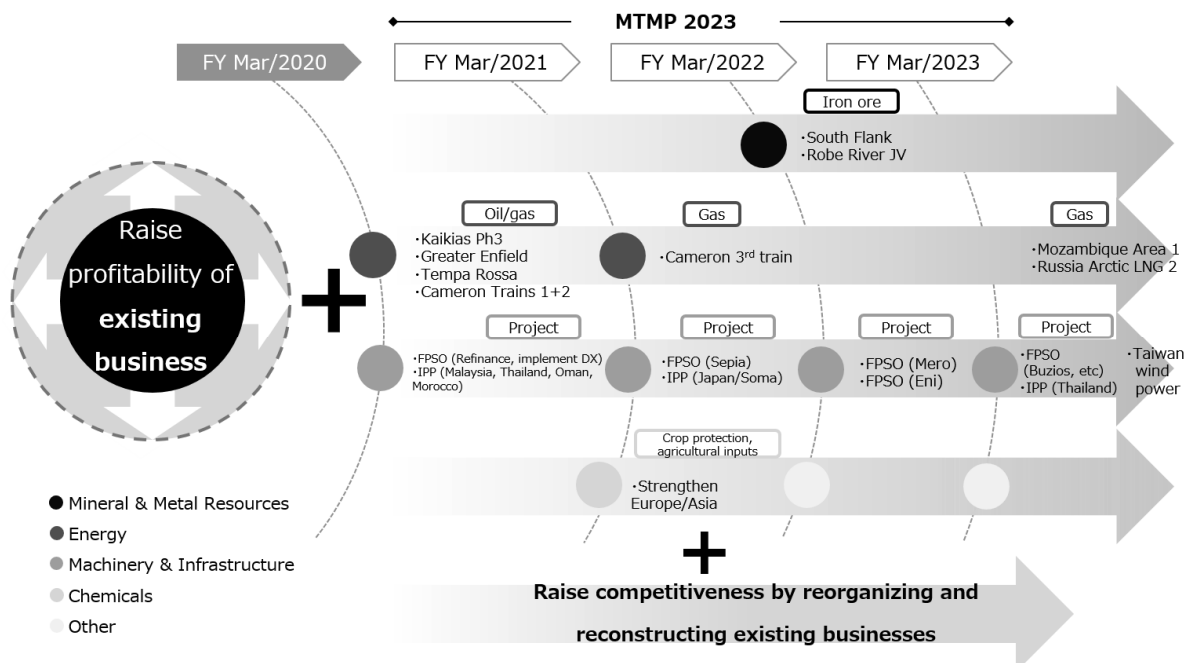 MTMP 2023
FY Mar/2020
FY Mar/2021
FY Mar/2022
FY Mar/2023
Iron ore
・South Flank
・Robe River JV
Raise
profitability of
existing
business
Oil/gas
・Kaikias Ph3
・Greater Enfield
・Tempa Rossa
・Cameron Trains 1+2
Gas
・Cameron 3rd train
Gas
・Mozambique Area 1
・Russia Arctic LNG 2
Project
・FPSO (Refinance, implement DX)
・IPP (Malaysia, Thailand, Oman,
Morocco)
Project
・FPSO (Sepia)
・IPP (Japan/Soma)
Project
・FPSO (Mero)
・FPSO (Eni)
Project
・FPSO
(Buzios, etc)
・IPP (Thailand)
・Taiwan
wind
power
Crop protection,
agricultural inputs
・Strengthen
Europe/Asia
Mineral & Metal Resources
Energy
Machinery & Infrastructure
Chemicals
Other
Raise competitiveness by reorganizing and
reconstructing existing businesses